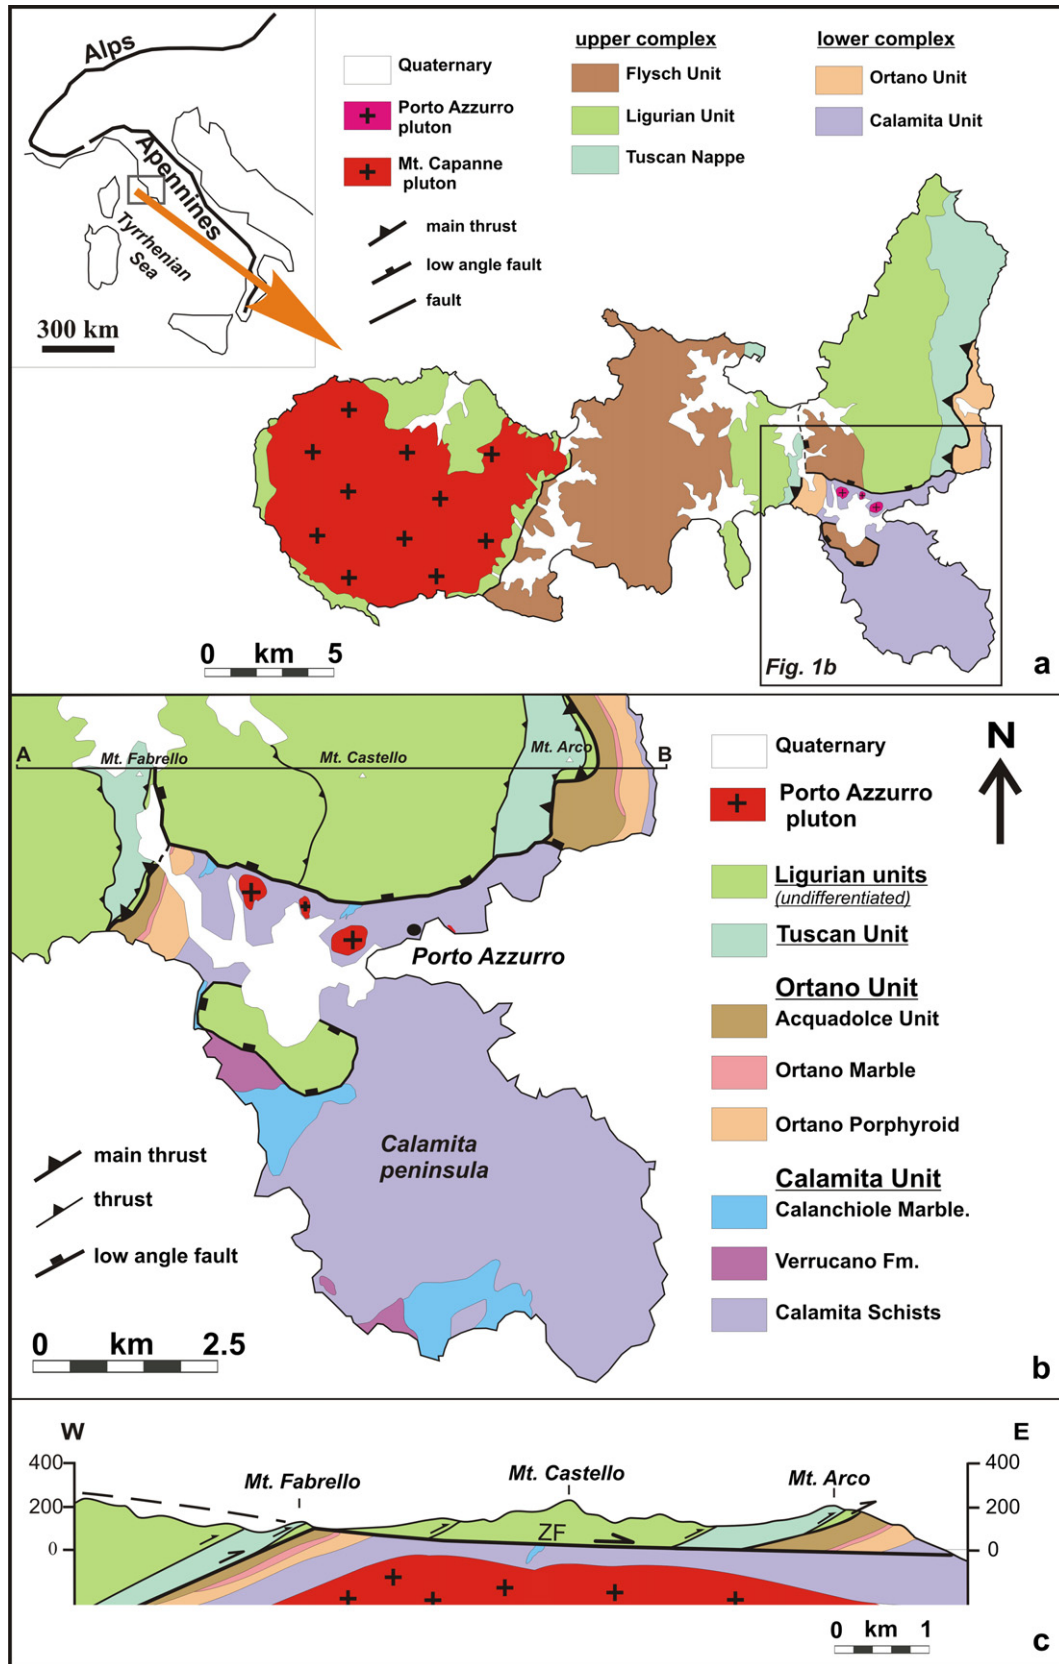 Alps
Apennines
Tyrrhenian
Sea
300 km
Quaternary
Porto Azzurro
pluton
Mt. Capanne
pluton
main thrust
low angle fault
fault
upper complex
Flysch Unit
Ligurian Unit
Tuscan Nappe
lower complex
Ortano Unit
Calamita Unit
0 km 5
Fig. 1b
a
A
Mt. Fabrello
Mt. Castello
Mt. Arco
B
Porto Azzurro
Calamita
peninsula
main thrust
thrust
low angle fault
0 km 2.5
N
Quaternary
Porto Azzurro
pluton
Ligurian units
(undifferentiated)
Tuscan Unit
Ortano Unit
Acquadolce Unit
Ortano Marble
Ortano Porphyroid
Calamita Unit
Calanchiole Marble.
Verrucano Fm.
Calamita Schists
b
W
E
400
200
0
Mt. Fabrello
Mt. Castello
Mt. Arco
ZF
400
200
0
0 km 1
c